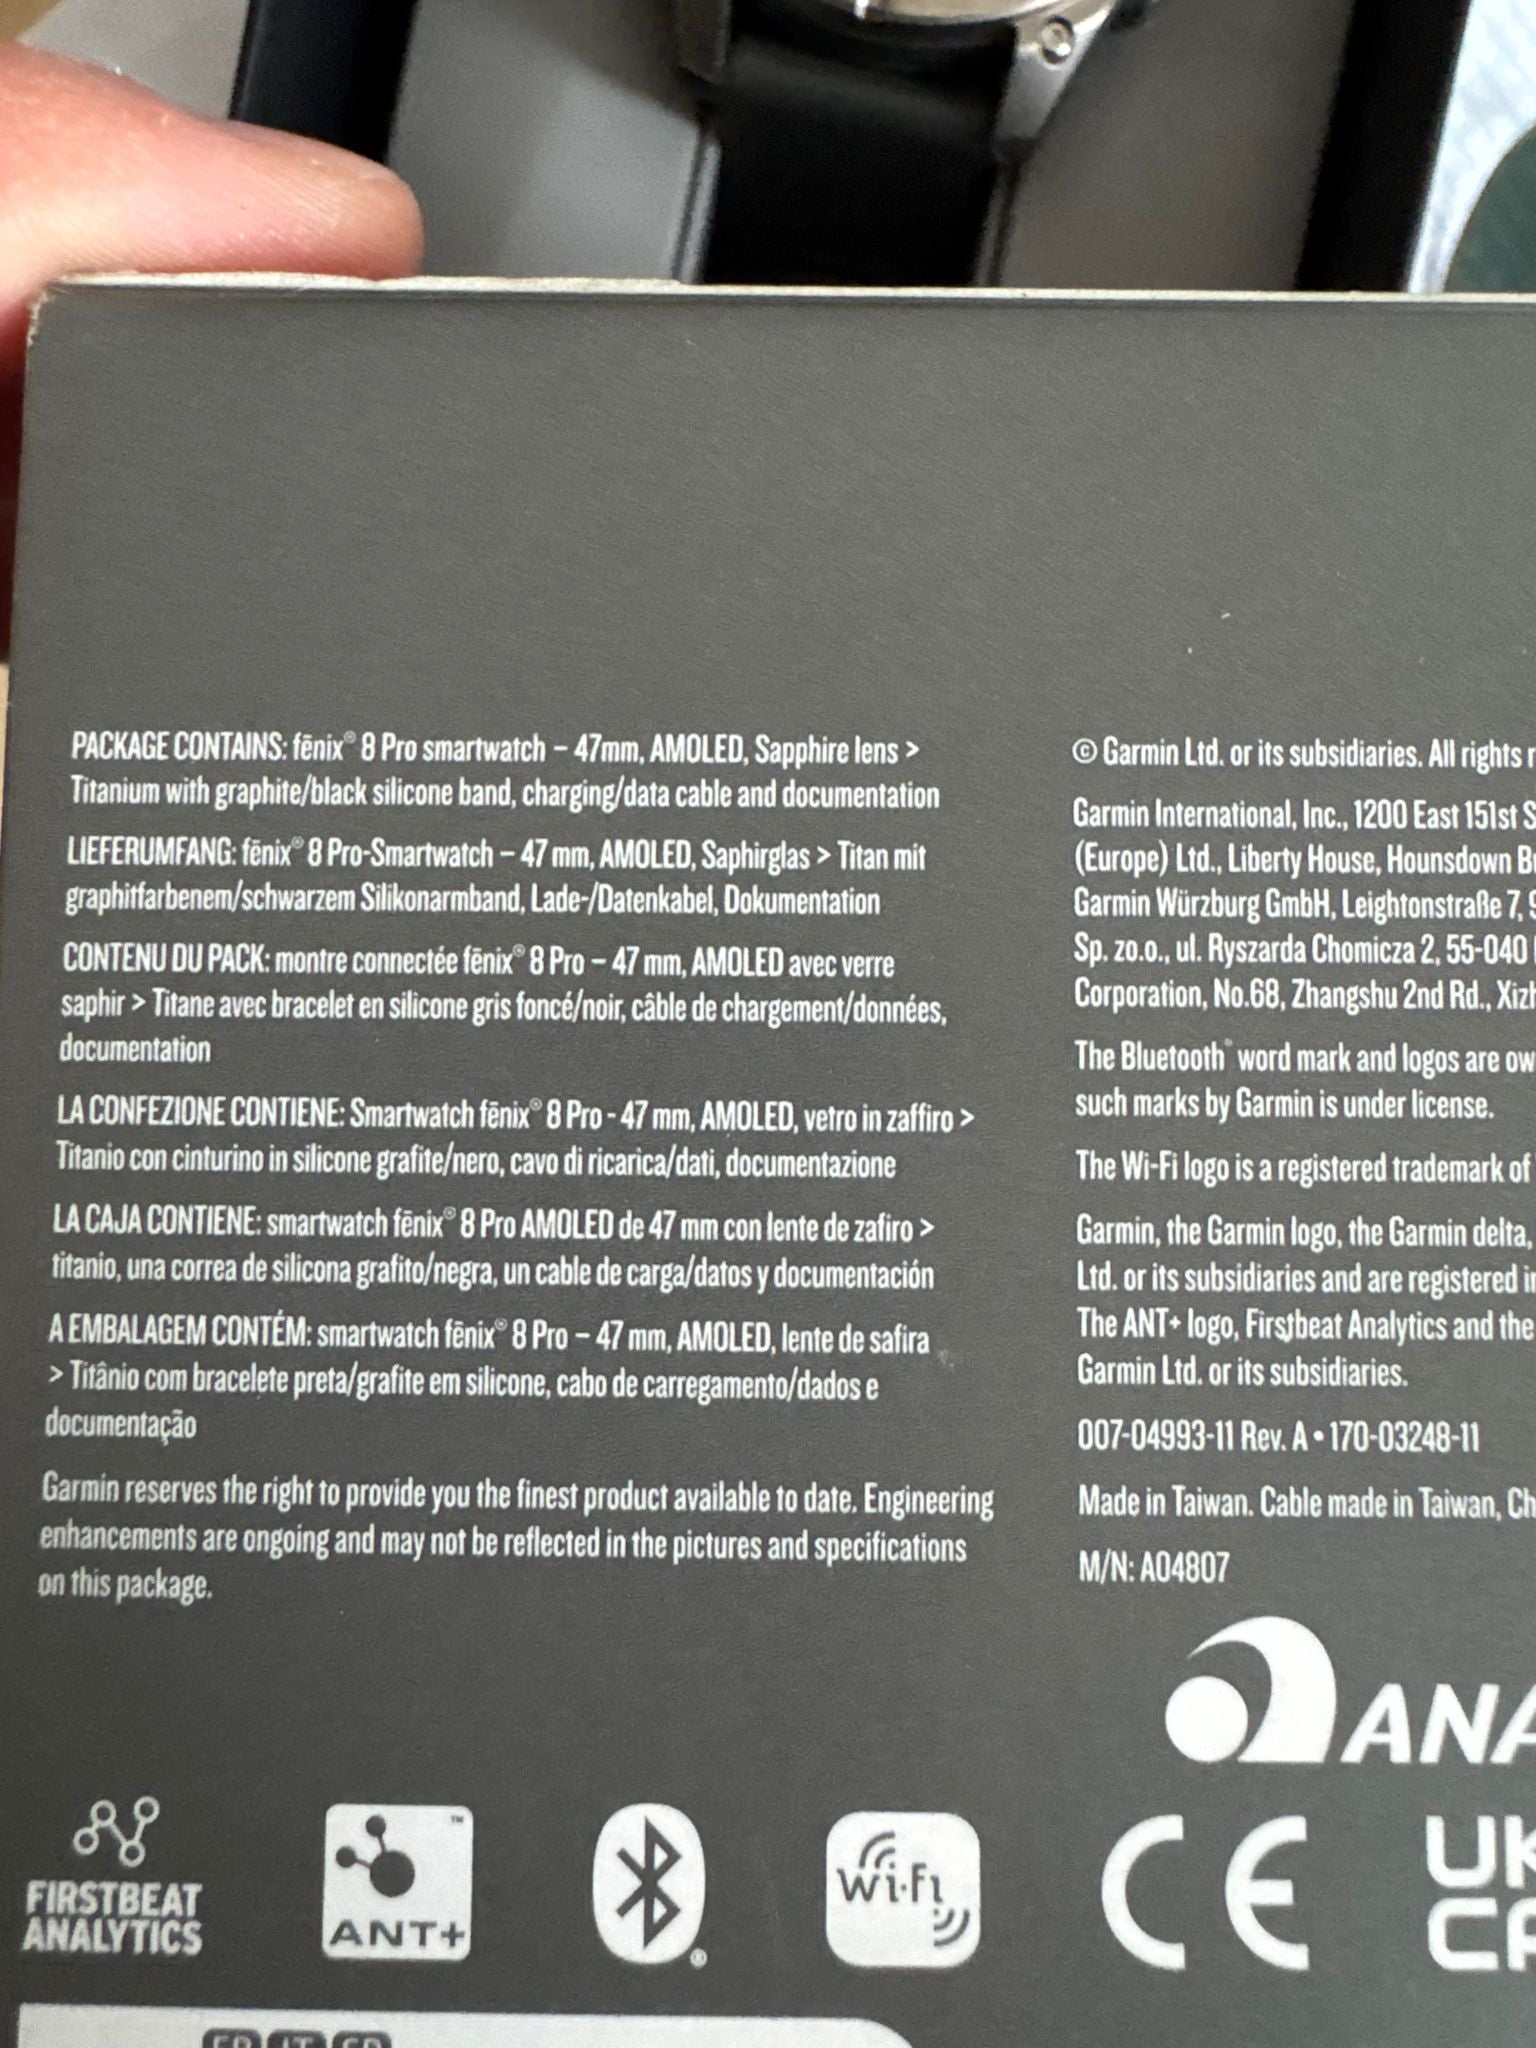 PACKAGE CONTAINS: fēnix® 8 Pro smartwatch – 47mm, AMOLED, Sapphire lens >
Titanium with graphite/black silicone band, charging/data cable and documentation
LIEFERUMFANG: fēnix® 8 Pro-Smartwatch – 47 mm, AMOLED, Saphirglas > Titan mit
graphitfarbenem/schwarzem Silikonarmband, Lade-/Datenkabel, Dokumentation
CONTENU DU PACK: montre connectée fēnix® 8 Pro – 47 mm, AMOLED avec verre
saphir > Titane avec bracelet en silicone gris foncé/noir, câble de chargement/données,
documentation
LA CONFEZIONE CONTIENE: Smartwatch fēnix® 8 Pro - 47 mm, AMOLED, vetro in zaffiro >
Titanio con cinturino in silicone grafite/nero, cavo di ricarica/dati, documentazione
LA CAJA CONTIENE: smartwatch fēnix® 8 Pro AMOLED de 47 mm con lente de zafiro >
titanio, una correa de silicona grafito/negra, un cable de carga/datos y documentación
A EMBALAGEM CONTÉM: smartwatch fēnix® 8 Pro – 47 mm, AMOLED, lente de safira
> Titânio com bracelete preta/grafite em silicone, cabo de carregamento/dados e
documentação
Garmin reserves the right to provide you the finest product available to date. Engineering
enhancements are ongoing and may not be reflected in the pictures and specifications
on this package.
© Garmin Ltd. or its subsidiaries. All rights
Garmin International, Inc., 1200 East 151st
(Europe) Ltd., Liberty House, Hounsdown
Garmin Würzburg GmbH, Leightonstraße 7,
Sp. zo.o., ul. Ryszarda Chomicza 2, 55-040
Corporation, No.68, Zhangshu 2nd Rd.,
The Bluetooth® word mark and logos are
such marks by Garmin is under license.
The Wi-Fi logo is a registered trademark of
Garmin, the Garmin logo, the Garmin delta,
Ltd. or its subsidiaries and are registered
The ANT+ logo, Firstbeat Analytics and the
Garmin Ltd. or its subsidiaries.
007-04993-11 Rev. A • 170-03248-11
Made in Taiwan. Cable made in Taiwan,
M/N: A04807
FIRSTBEAT
ANALYTICS
ANT+™
Wi-Fi
CE